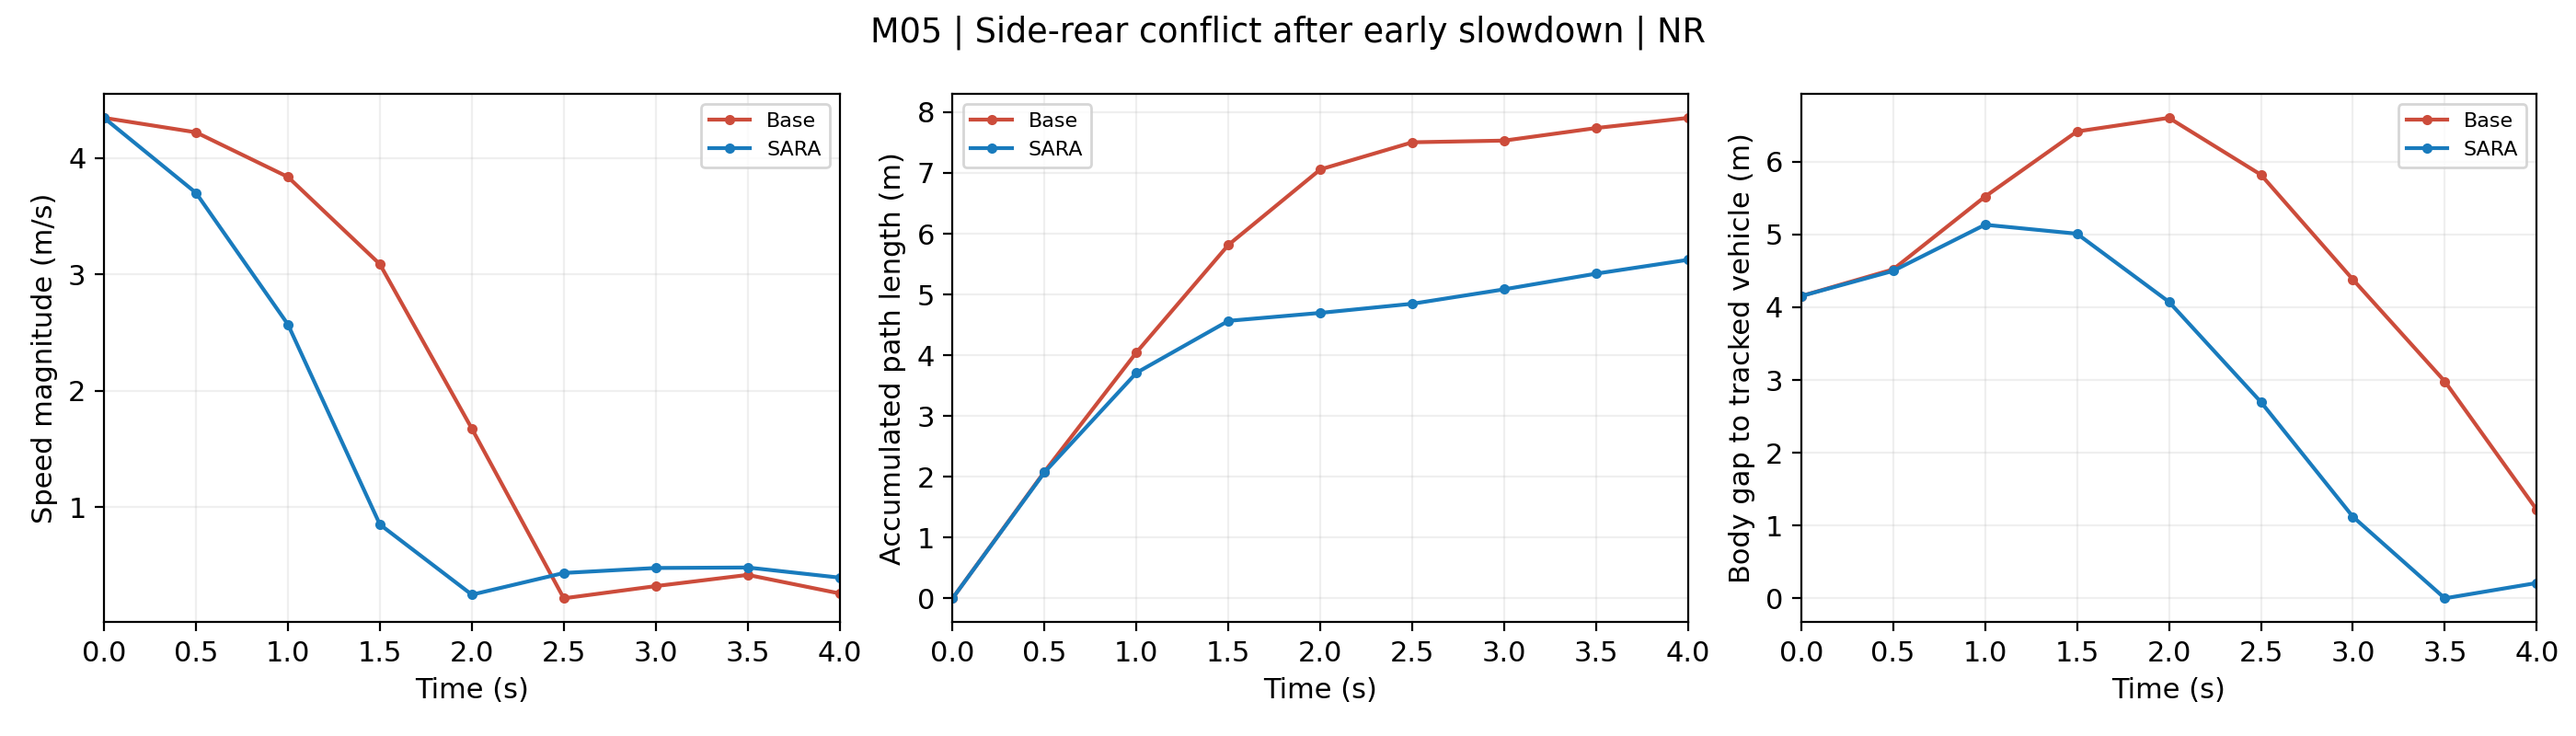 M05 | Side-rear conflict after early slowdown | NR
Speed magnitude (m/s)
4
3
2
1
0.0 0.5 1.0 1.5 2.0 2.5 3.0 3.5 4.0
Time (s)
Base
SARA
Accumulated path length (m)
8
7
6
5
4
3
2
1
0
0.0 0.5 1.0 1.5 2.0 2.5 3.0 3.5 4.0
Time (s)
Base
SARA
Body gap to tracked vehicle (m)
6
5
4
3
2
1
0
0.0 0.5 1.0 1.5 2.0 2.5 3.0 3.5 4.0
Time (s)
Base
SARA